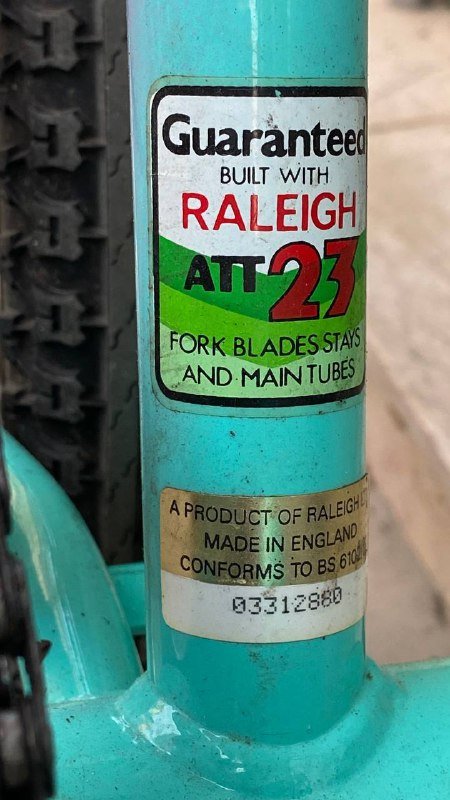 Guaranteed
BUILT WITH
RALEIGH
ATT 23
FORK BLADES STAYS
AND MAIN TUBES
A PRODUCT OF RALEIGH
MADE IN ENGLAND
CONFORMS TO BS
03312880